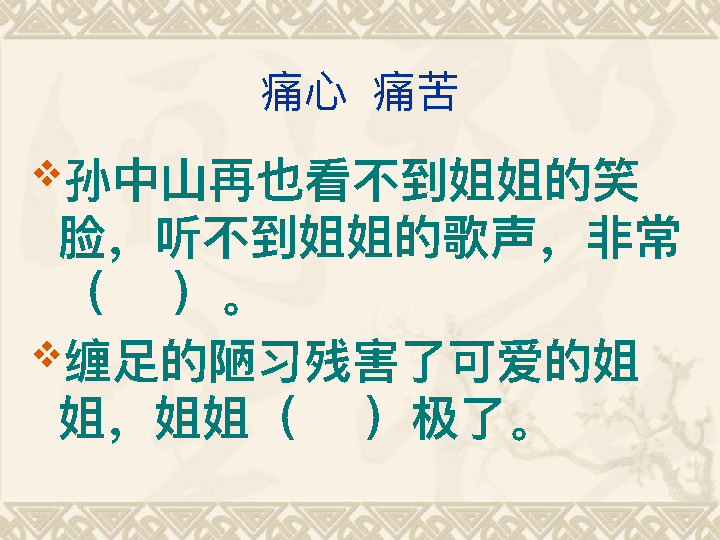 痛心 痛苦
孙中山再也看不到姐姐的笑
脸，听不到姐姐的歌声，非常
（ ）。
缠足的陋习残害了可爱的姐
姐，姐姐（ ）极了。